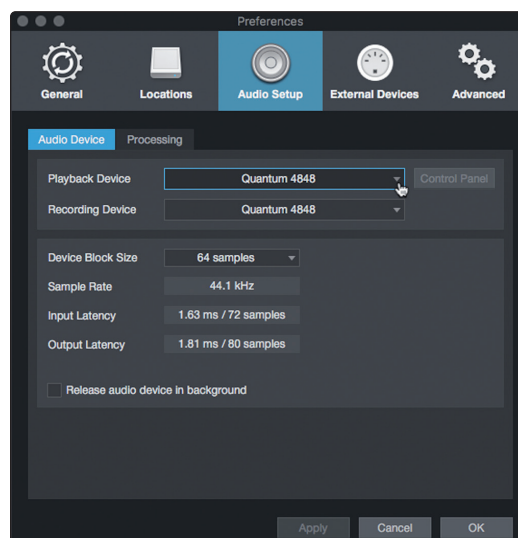 Preferences
General Locations Audio Setup External Devices Advanced
Audio Device Processing
Playback Device Quantum 4848 Control Panel
Recording Device Quantum 4848
Device Block Size 64 samples
Sample Rate 44.1 kHz
Input Latency 1.63 ms / 72 samples
Output Latency 1.81 ms / 80 samples
Release audio device in background
Apply Cancel OK